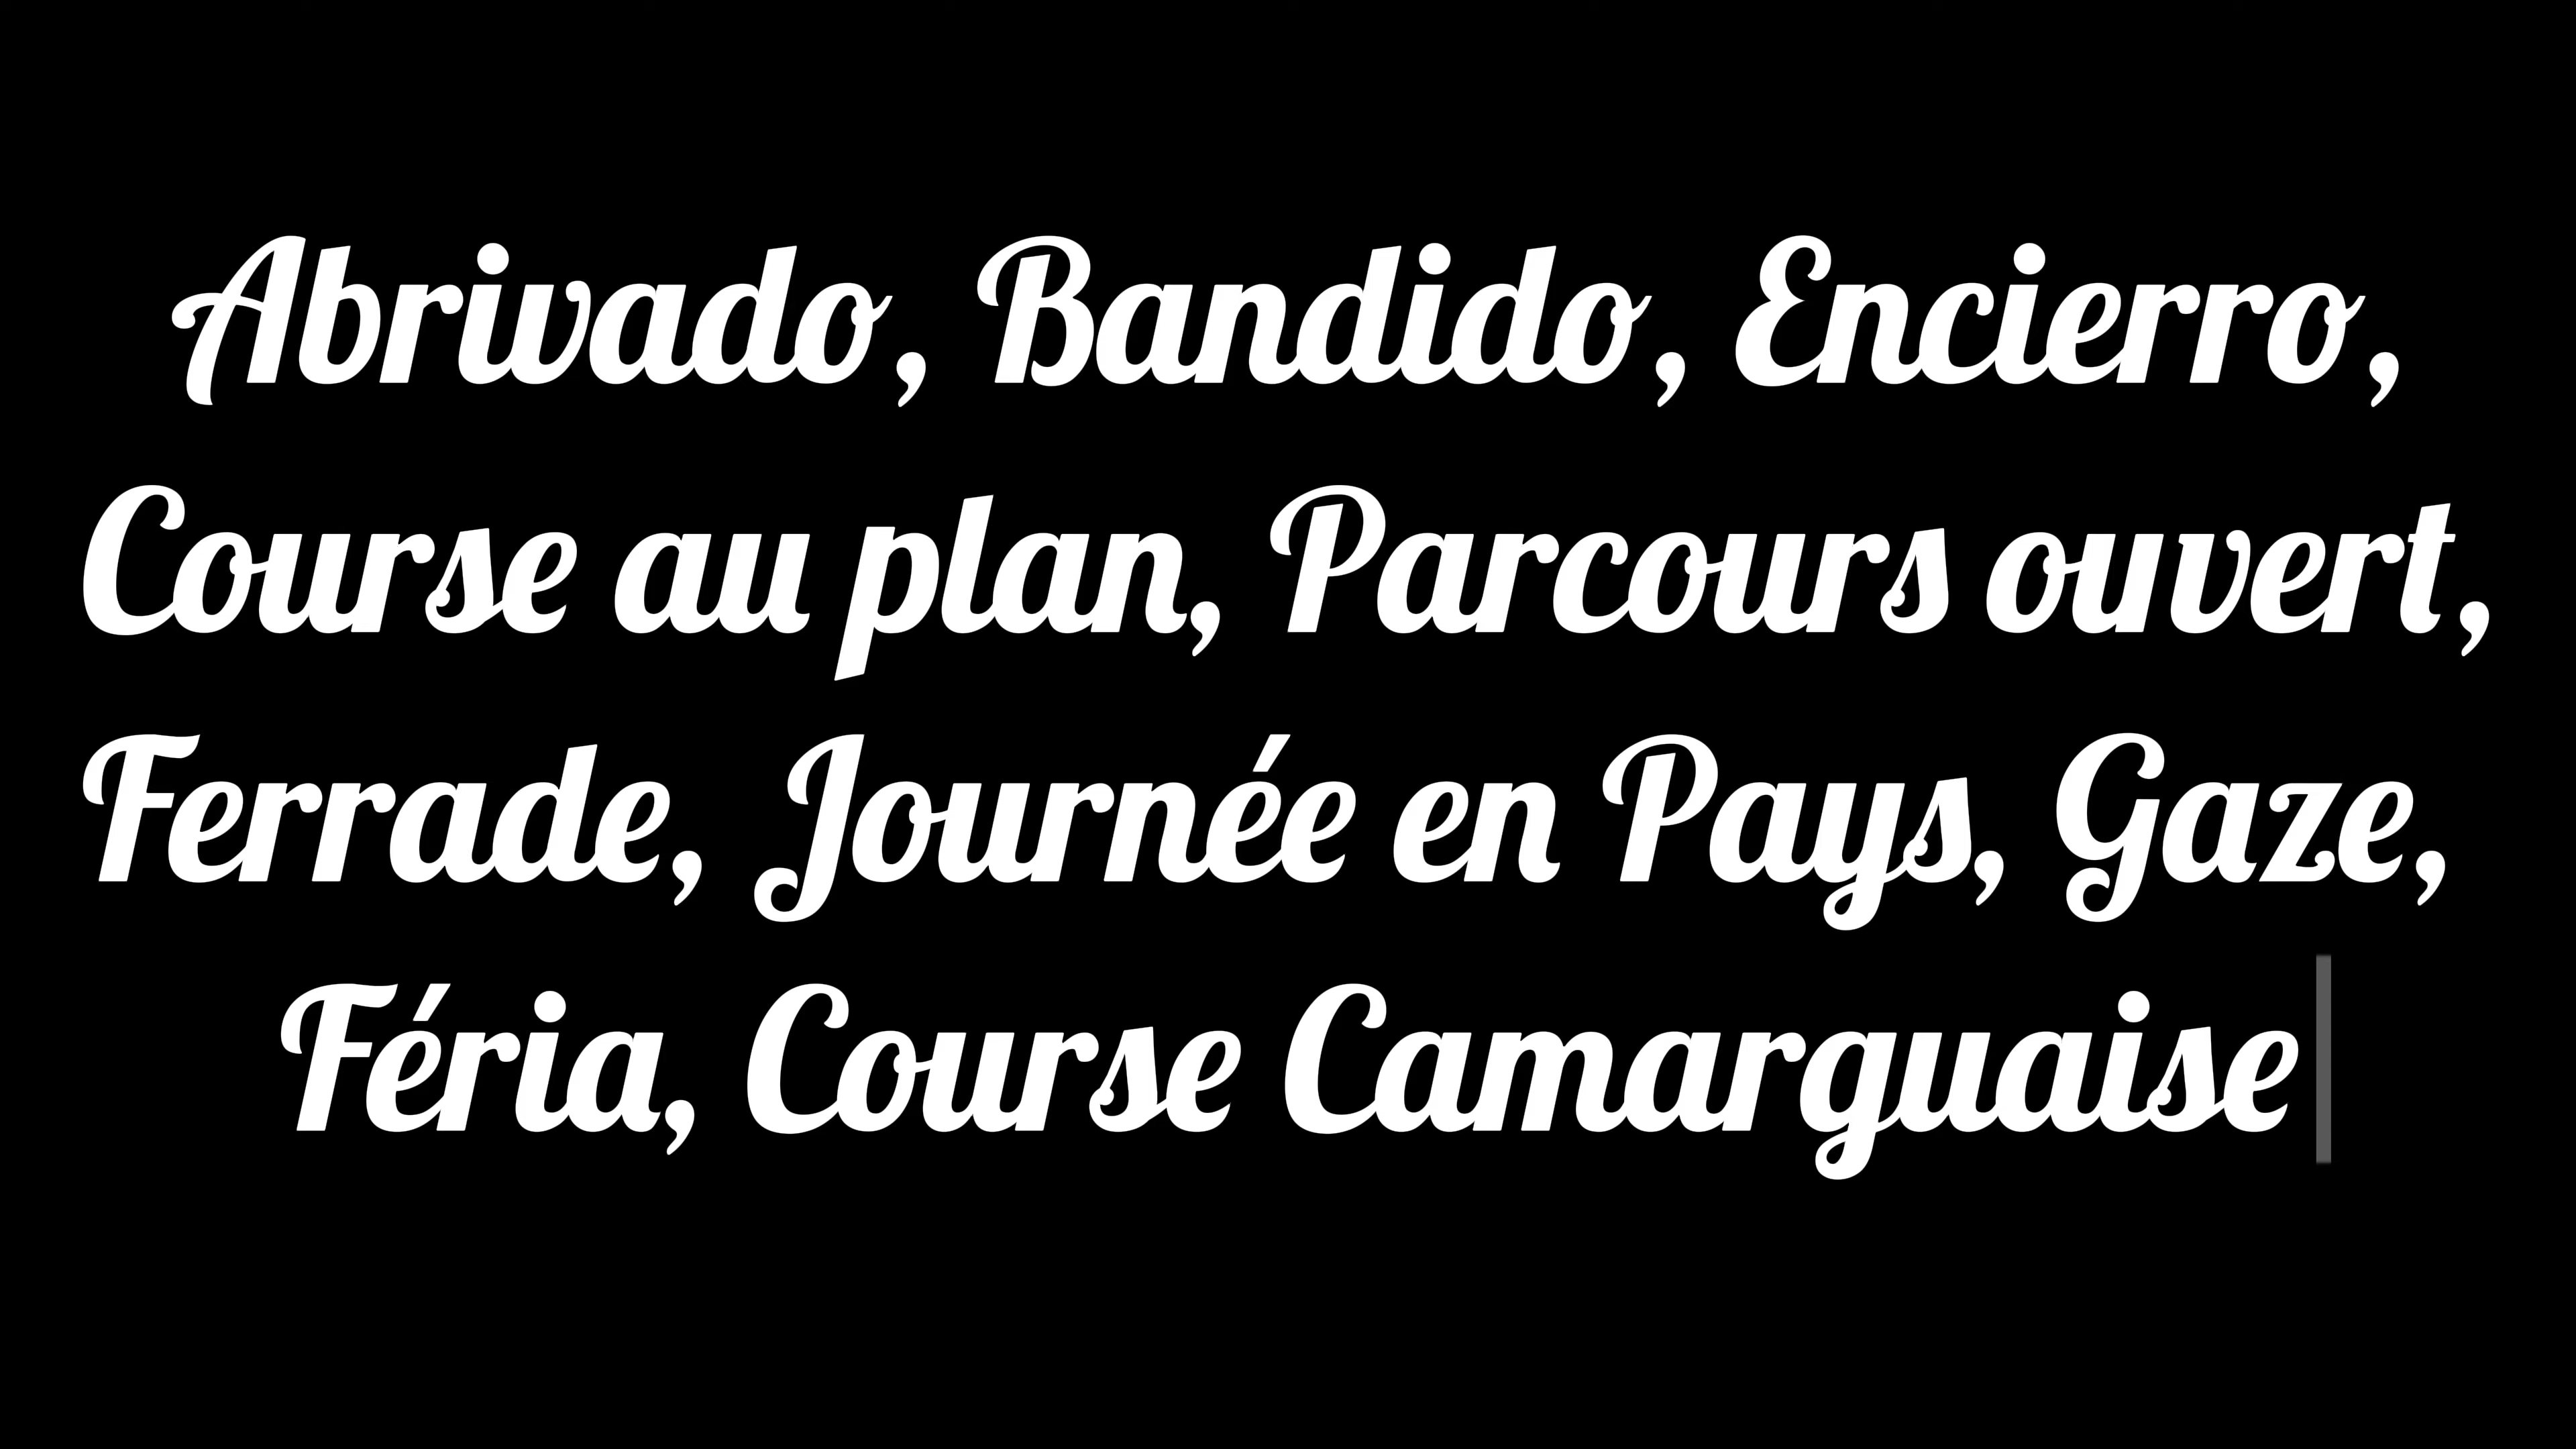 Abrivado, Bandido, Encierro,
Course au plan, Parcours ouvert,
Ferrade, Journée en Pays, Gaze,
Féria, Course Camarguaise